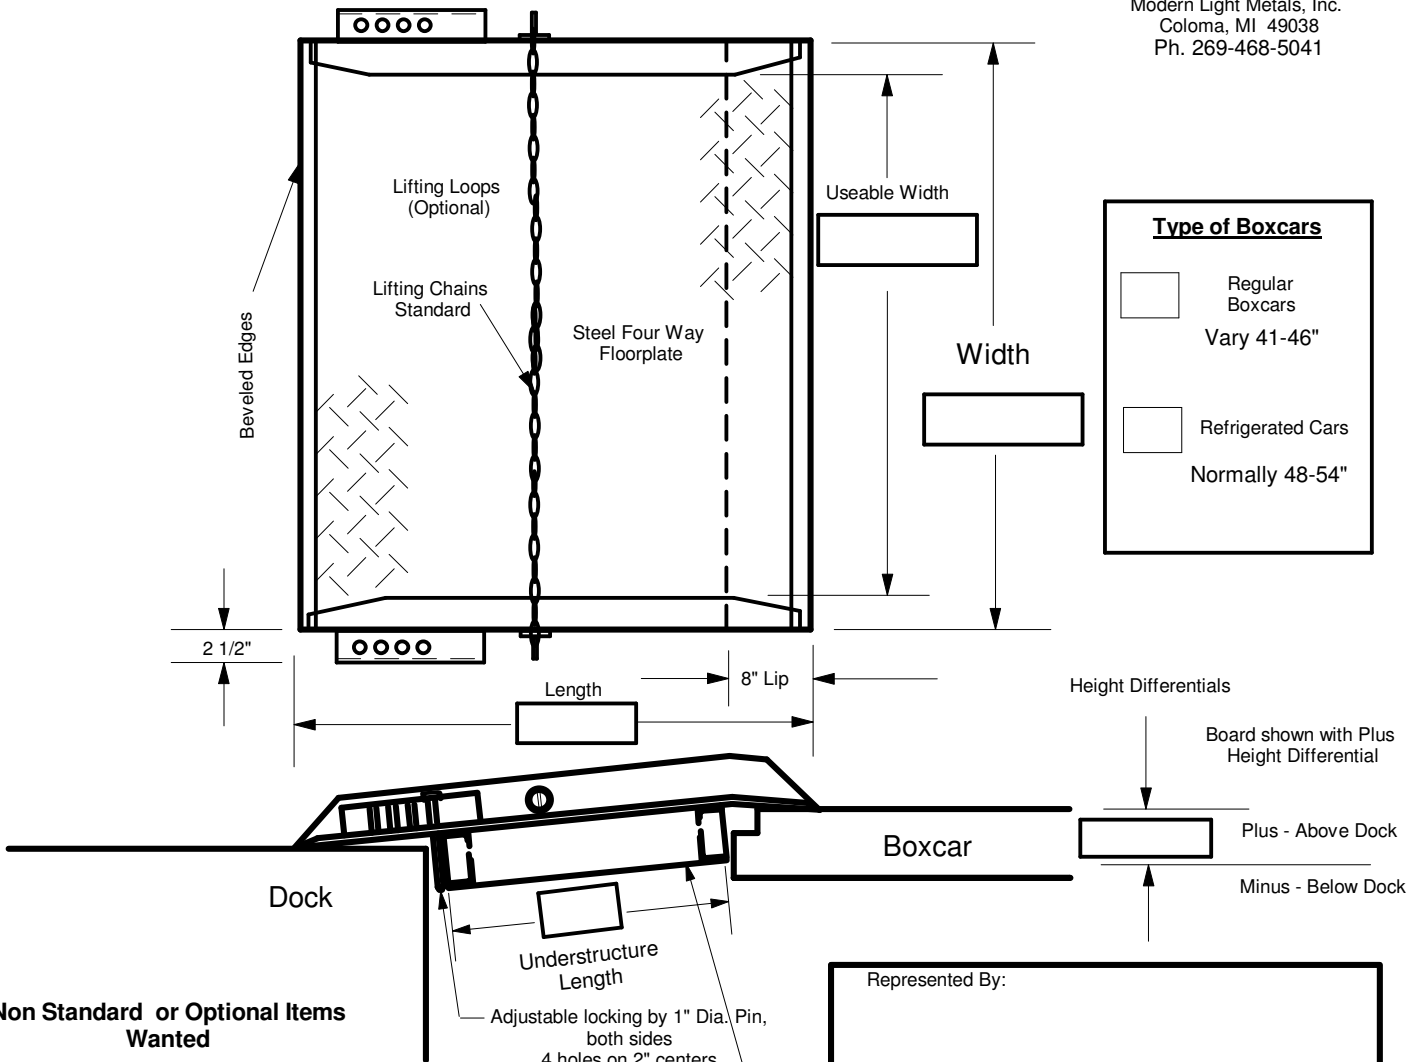 Modern Light Metals, Inc.
Coloma, MI  49038
Ph. 269-468-5041
Lifting Loops
(Optional)
Useable Width
Type of Boxcars
Regular
Boxcars
Vary 41-46"
Lifting Chains
Standard
Beveled Edges
Steel Four Way
Floorplate
Width
Refrigerated Cars
Normally 48-54"
2 1/2"
8" Lip
Length
Height Differentials
Board shown with Plus
Height Differential
Boxcar
Plus - Above Dock
Minus - Below Dock
Dock
Understructure
Length
Represented By:
Non Standard  or Optional Items
Wanted
Adjustable locking by 1" Dia. Pin,
both sides
4 holes on 2" centers